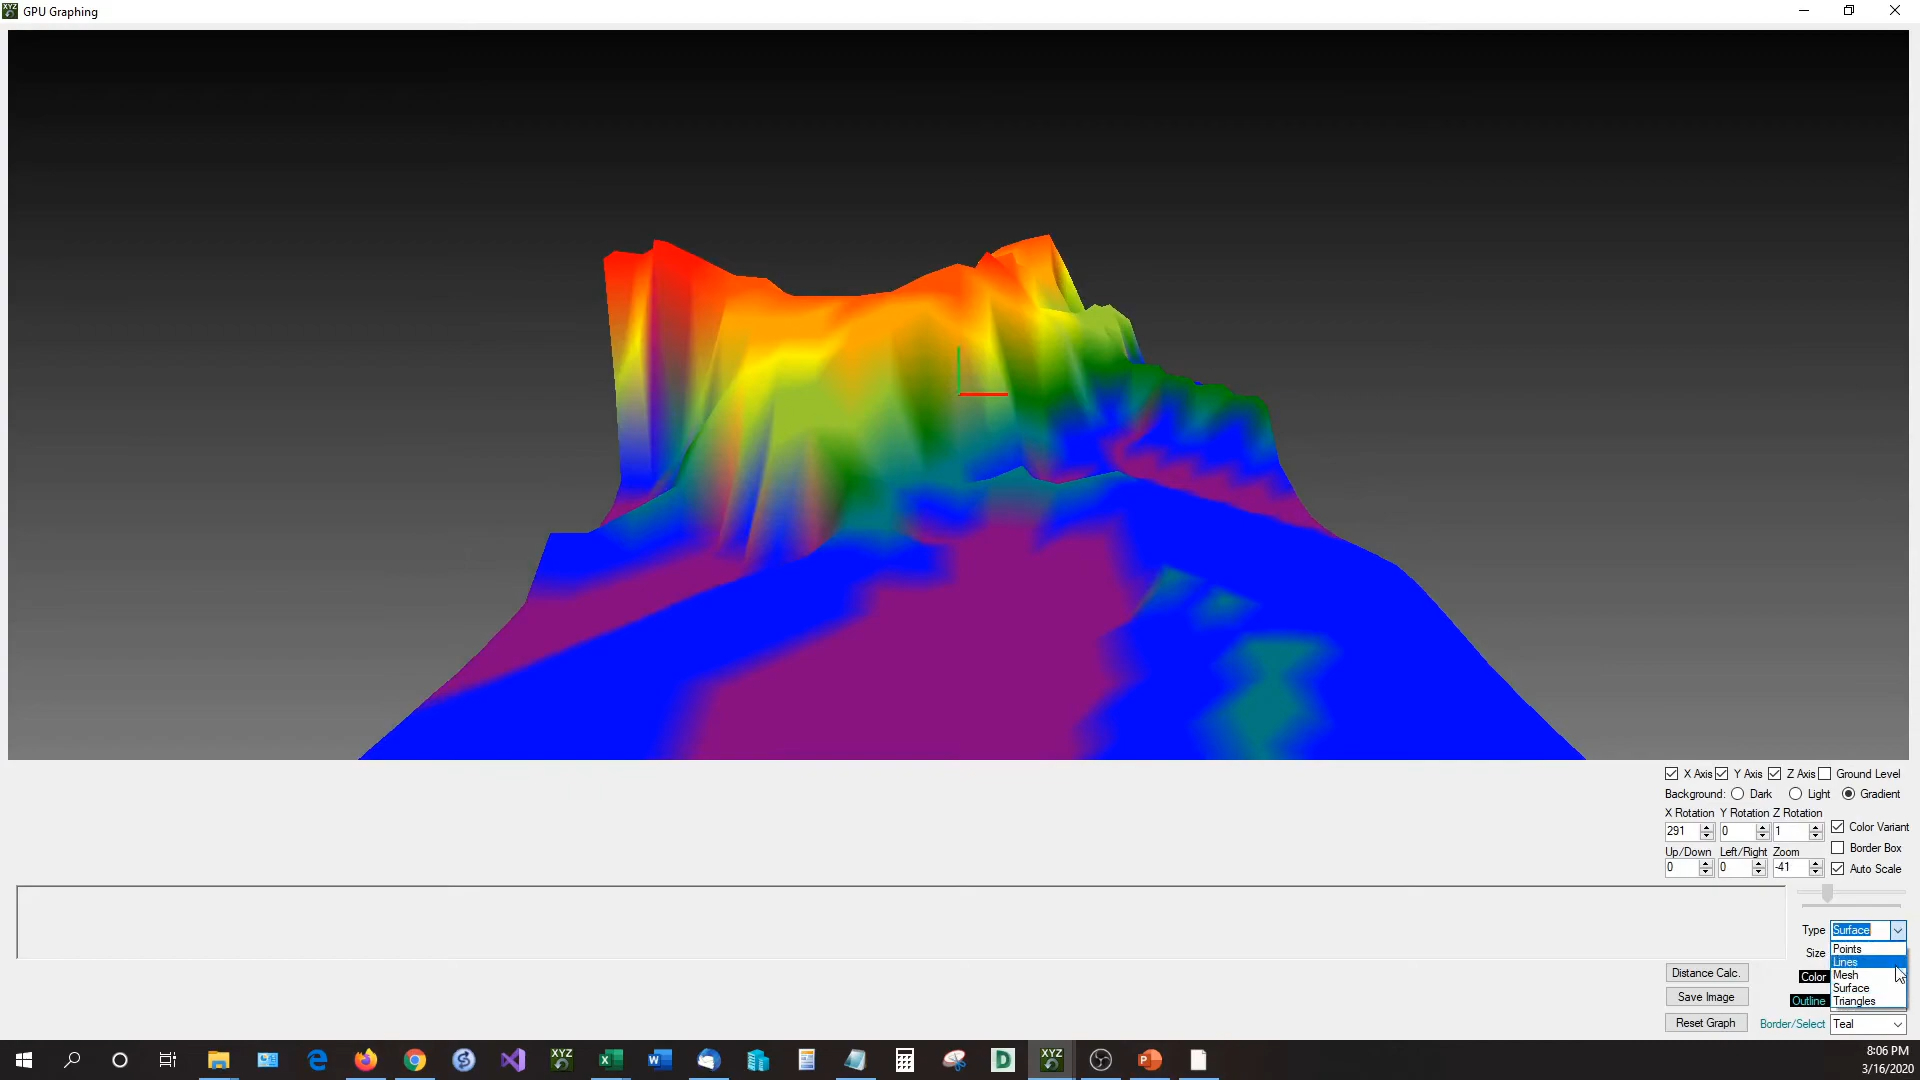 GPU Graphing
X Axis Y Axis Z Axis Ground Level
Background: Dark Light Gradient
X Rotation Y Rotation Z Rotation
291 0 1 Color Variant
Up/Down Left/Right Zoom Border Box
0 0 -41 Auto Scale
Type Surface
Points
Size
Lines
Distance Calc.
Color
Mesh
Surface
Save Image
Outline
Triangles
Reset Graph Border/Select Teal
XYZ XYZ
8:06 PM
3/16/2020